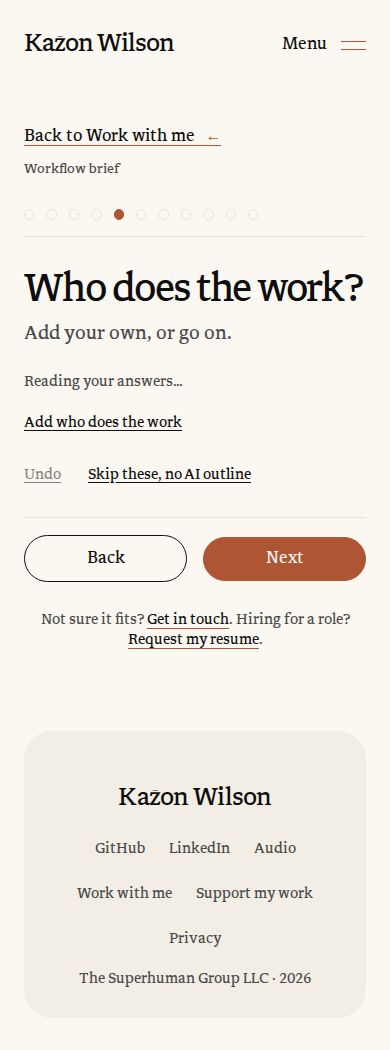 Kažon Wilson
Menu
Back to Work with me ←
Workflow brief
Who does the work?
Add your own, or go on.
Reading your answers...
Add who does the work
Undo
Skip these, no AI outline
Back
Next
Not sure it fits? Get in touch. Hiring for a role?
Request my resume.
Kažon Wilson
GitHub LinkedIn Audio
Work with me Support my work
Privacy
The Superhuman Group LLC · 2026